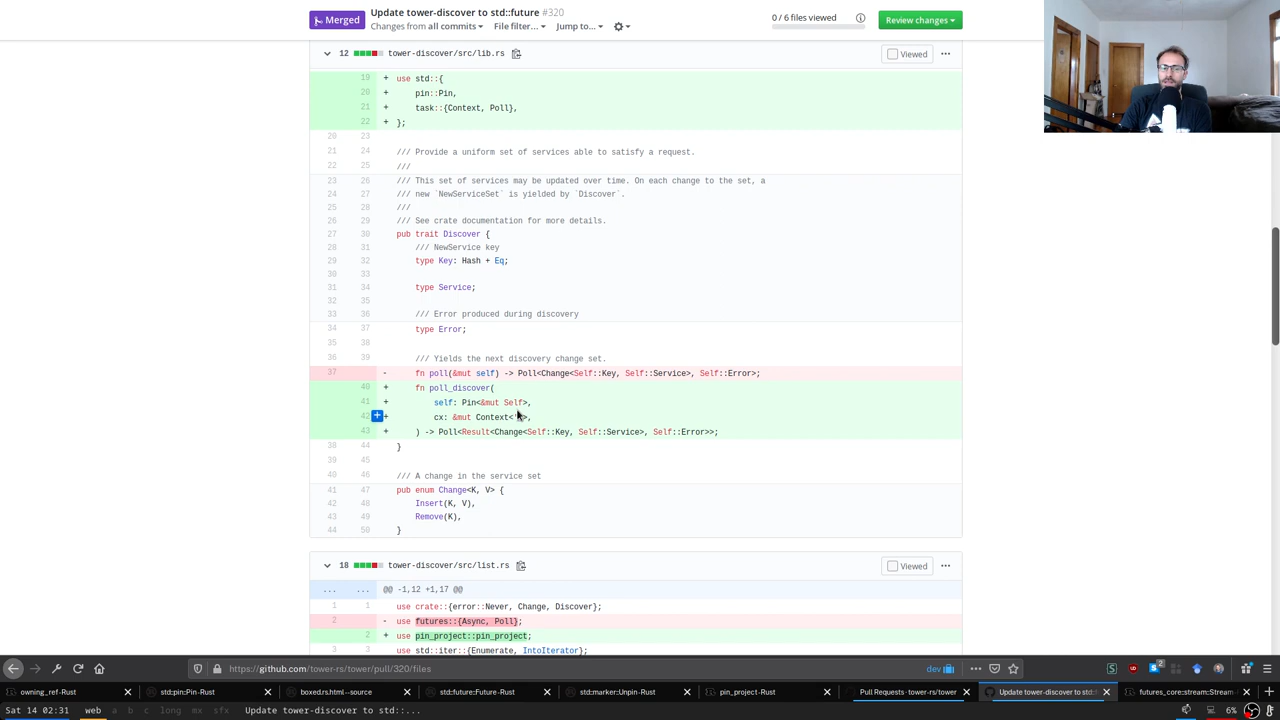 Merged
Update tower-discover to std::future #320
Changes from all commits
File filter...
Jump to...
0 / 6 files viewed
Review changes
12 tower-discover/src/lib.rs
Viewed
19 + use std::{
20 + pin::Pin,
21 + task::{Context, Poll},
22 + };
20 23
21 24 /// Provide a uniform set of services able to satisfy a request.
22 25 ///
23 26 /// This set of services may be updated over time. On each change to the set, a
24 27 /// new `NewServiceSet` is yielded by `Discover`.
25 28 ///
26 29 /// See crate documentation for more details.
27 30 pub trait Discover {
28 31 /// NewService key
29 32 type Key: Hash + Eq;
30 33
31 34 type Service;
32 35
33 36 /// Error produced during discovery
34 37 type Error;
35 38
36 39 /// Yields the next discovery change set.
37 - fn poll(&mut self) -> Poll<Change<Self::Key, Self::Service>, Self::Error>;
40 + fn poll_discover(
41 + self: Pin<&mut Self>,
42 + cx: &mut Context<'_>,
43 + ) -> Poll<Result<Change<Self::Key, Self::Service>, Self::Error>>;
38 44 }
39 45
40 46 /// A change in the service set
41 47 pub enum Change<K, V> {
42 48 Insert(K, V),
43 49 Remove(K),
44 50 }
18 tower-discover/src/list.rs
Viewed
... ... @@ -1,12 +1,17 @@
1 1 use crate::{error::Never, Change, Discover};
2 - use futures::{Async, Poll};
2 + use pin_project::pin_project;
3 3 use std::iter::{Enumerate, IntoIterator};
https://github.com/tower-rs/tower/pull/320/files
dev
2
owning_ref - Rust
std::pin::Pin - Rust
boxed.rs.html -- source
std::future::Future - Rust
std::marker::Unpin - Rust
pin_project - Rust
Pull Requests · tower-rs/tower
Update tower-discover to std::
futures_core::stream::Stream -
Sat 14 02:31 web a b c long mx sfx Update tower-discover to std::...
6%